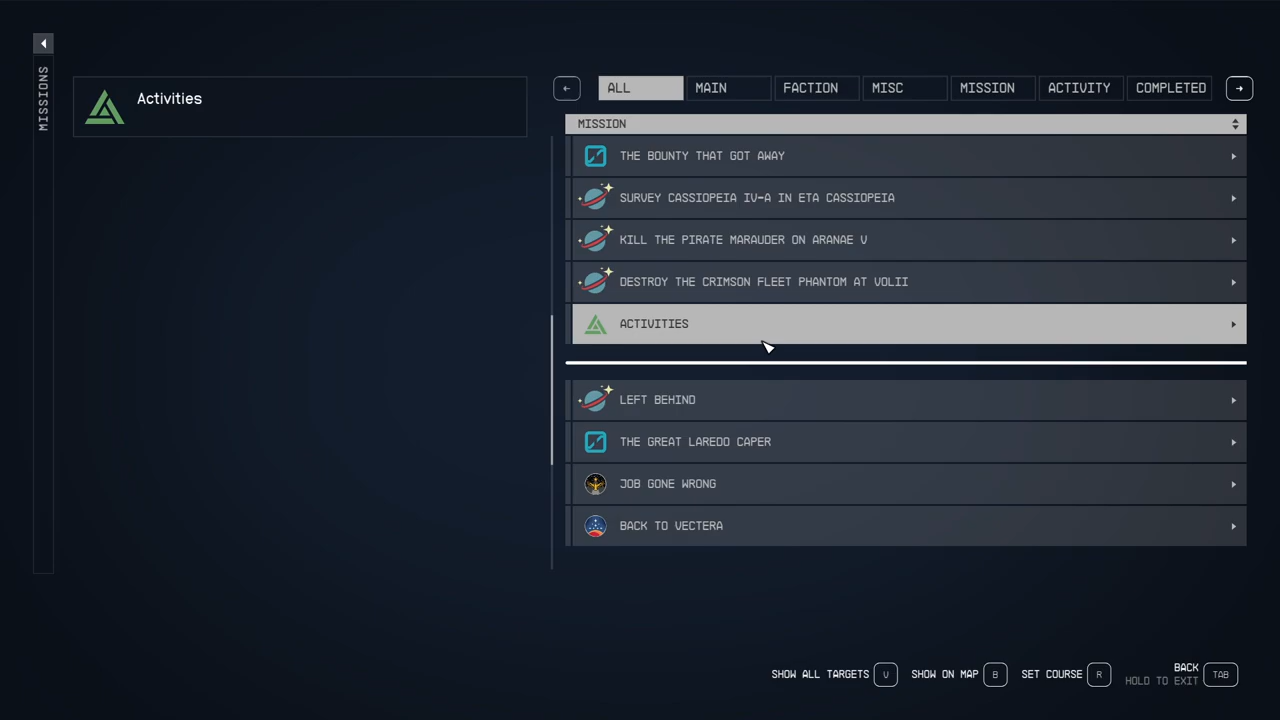 MISSIONS
Activities
ALL MAIN FACTION MISC MISSION ACTIVITY COMPLETED
MISSION
THE BOUNTY THAT GOT AWAY
SURVEY CASSIOPEIA IV-A IN ETA CASSIOPEIA
KILL THE PIRATE MARAUDER ON ARANAE V
DESTROY THE CRIMSON FLEET PHANTOM AT VOLII
ACTIVITIES
LEFT BEHIND
THE GREAT LAREDO CAPER
JOB GONE WRONG
BACK TO VECTERA
SHOW ALL TARGETS V SHOW ON MAP B SET COURSE R BACK TAB
HOLD TO EXIT